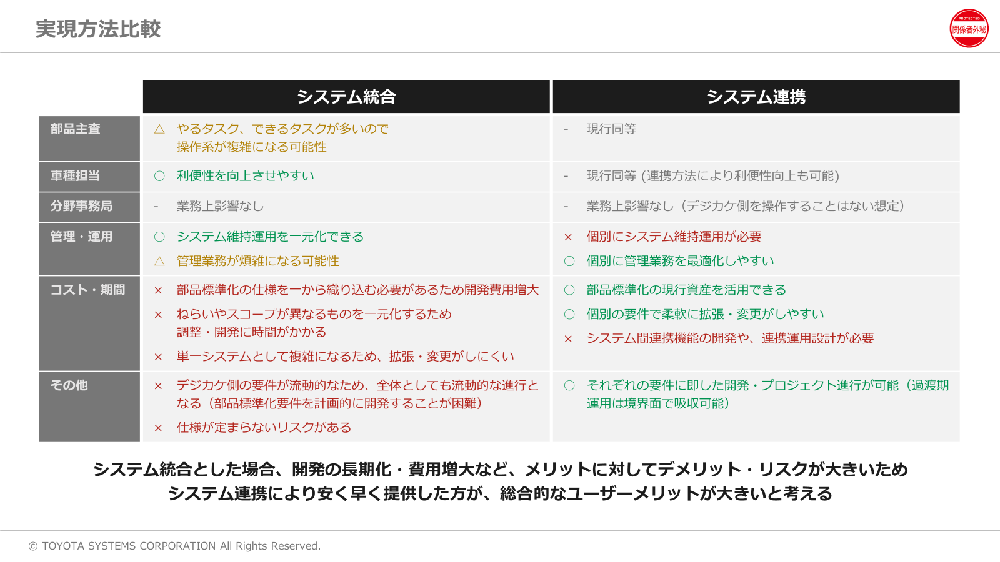 実現方法比較
PROTECTED
関係者外秘
システム統合
システム連携
部品主査
△ やるタスク、できるタスクが多いので
操作系が複雑になる可能性
- 現行同等
車種担当
○ 利便性を向上させやすい
- 現行同等 (連携方法により利便性向上も可能)
分野事務局
- 業務上影響なし
- 業務上影響なし（デジカケ側を操作することはない想定）
管理・運用
○ システム維持運用を一元化できる
△ 管理業務が煩雑になる可能性
× 個別にシステム維持運用が必要
○ 個別に管理業務を最適化しやすい
コスト・期間
× 部品標準化の仕様を一から織り込む必要があるため開発費用増大
× ねらいやスコープが異なるものを一元化するため
調整・開発に時間がかかる
× 単一システムとして複雑になるため、拡張・変更がしにくい
○ 部品標準化の現行資産を活用できる
○ 個別の要件で柔軟に拡張・変更がしやすい
× システム間連携機能の開発や、連携運用設計が必要
その他
× デジカケ側の要件が流動的なため、全体としても流動的な進行と
なる（部品標準化要件を計画的に開発することが困難）
× 仕様が定まらないリスクがある
○ それぞれの要件に即した開発・プロジェクト進行が可能（過渡期
運用は境界面で吸収可能）
システム統合とした場合、開発の長期化・費用増大など、メリットに対してデメリット・リスクが大きいため
システム連携により安く早く提供した方が、総合的なユーザーメリットが大きいと考える
© TOYOTA SYSTEMS CORPORATION All Rights Reserved.